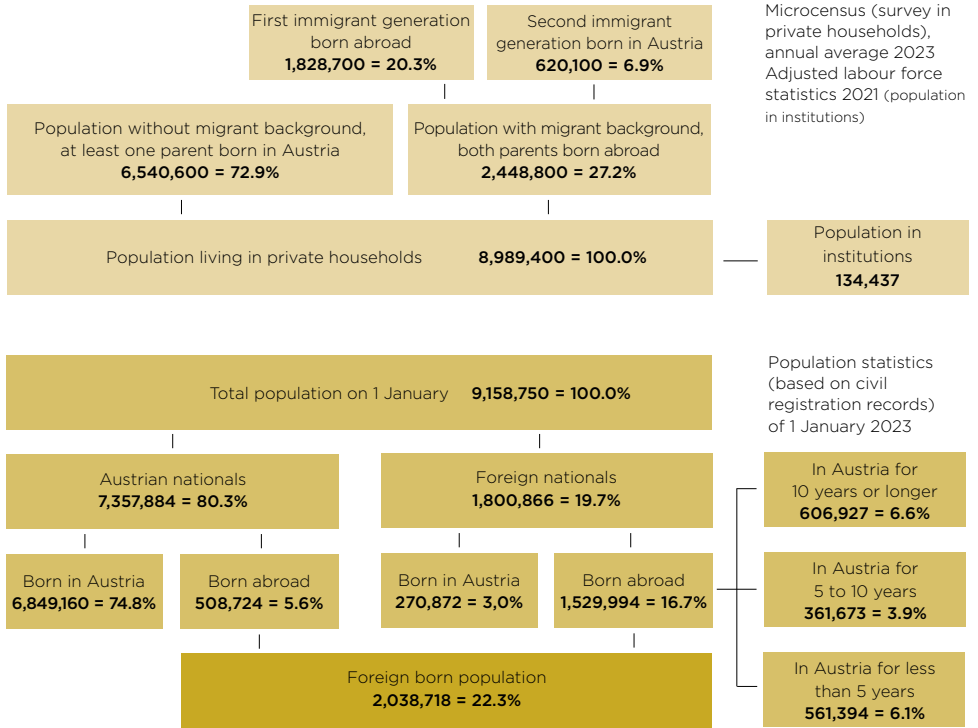 First immigrant generation
born abroad
1,828,700 = 20.3%
Second immigrant
generation born in Austria
620,100 = 6.9%
Microcensus (survey in
private households),
annual average 2023
Adjusted labour force
statistics 2021 (population
in institutions)
Population without migrant background,
at least one parent born in Austria
6,540,600 = 72.9%
Population with migrant background,
both parents born abroad
2,448,800 = 27.2%
Population living in private households 8,989,400 = 100.0%
Population in
institutions
134,437
Total population on 1 January 9,158,750 = 100.0%
Population statistics
(based on civil
registration records)
of 1 January 2023
Austrian nationals
7,357,884 = 80.3%
Foreign nationals
1,800,866 = 19.7%
In Austria for
10 years or longer
606,927 = 6.6%
Born in Austria
6,849,160 = 74.8%
Born abroad
508,724 = 5.6%
Born in Austria
270,872 = 3,0%
Born abroad
1,529,994 = 16.7%
In Austria for
5 to 10 years
361,673 = 3.9%
Foreign born population
2,038,718 = 22.3%
In Austria for less
than 5 years
561,394 = 6.1%